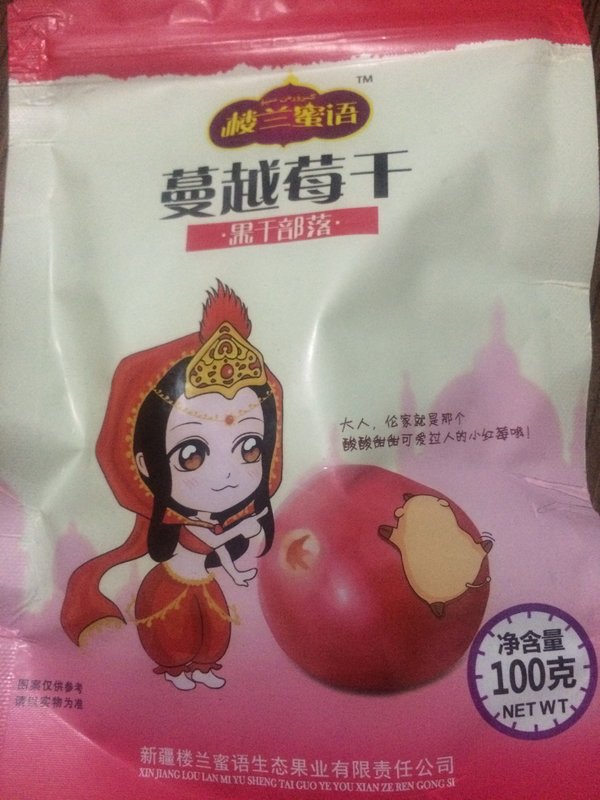 TM
楼兰蜜语
蔓越莓干
·果干部落·
大人，伦家就是那个
酸酸甜甜可爱过人的小红莓哦！
净含量
100克
NET WT
图案仅供参考
请以实物为准
新疆楼兰蜜语生态果业有限责任公司
XIN JIANG LOU LAN MI YU SHENG TAI GUO YE YOU XIAN ZE REN GONG SI